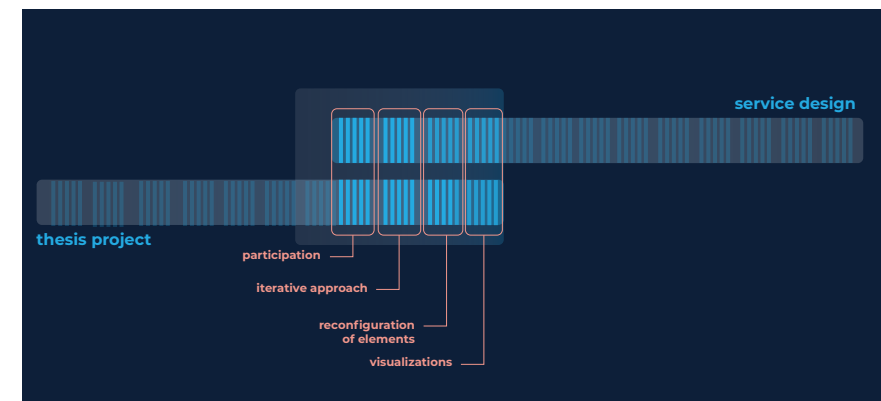 service design
thesis project
participation
iterative approach
reconfiguration
of elements
visualizations